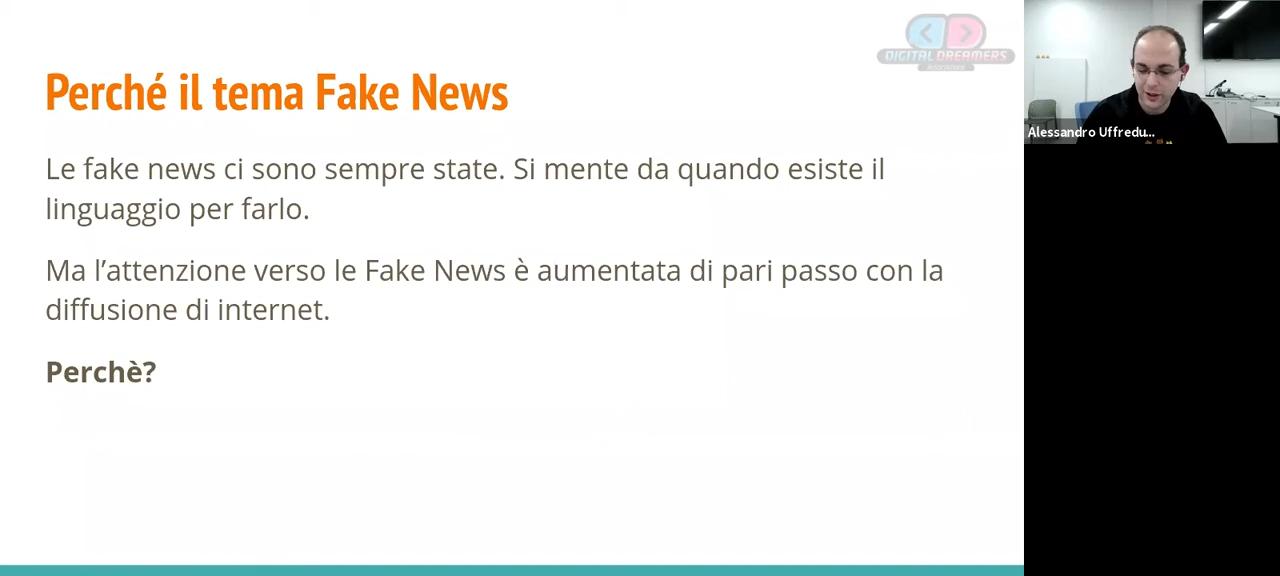 DIGITAL DREAMERS
Associazione
Perché il tema Fake News
Le fake news ci sono sempre state. Si mente da quando esiste il
linguaggio per farlo.
Ma l’attenzione verso le Fake News è aumentata di pari passo con la
diffusione di internet.
Perchè?
Alessandro Uffredu...